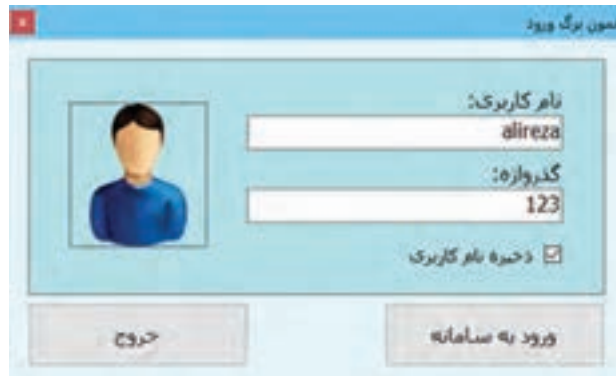 نمون برگ ورود
نام کاربری:
alireza
گذرواژه:
123
ذخیره نام کاربری
ورود به سامانه
خروج